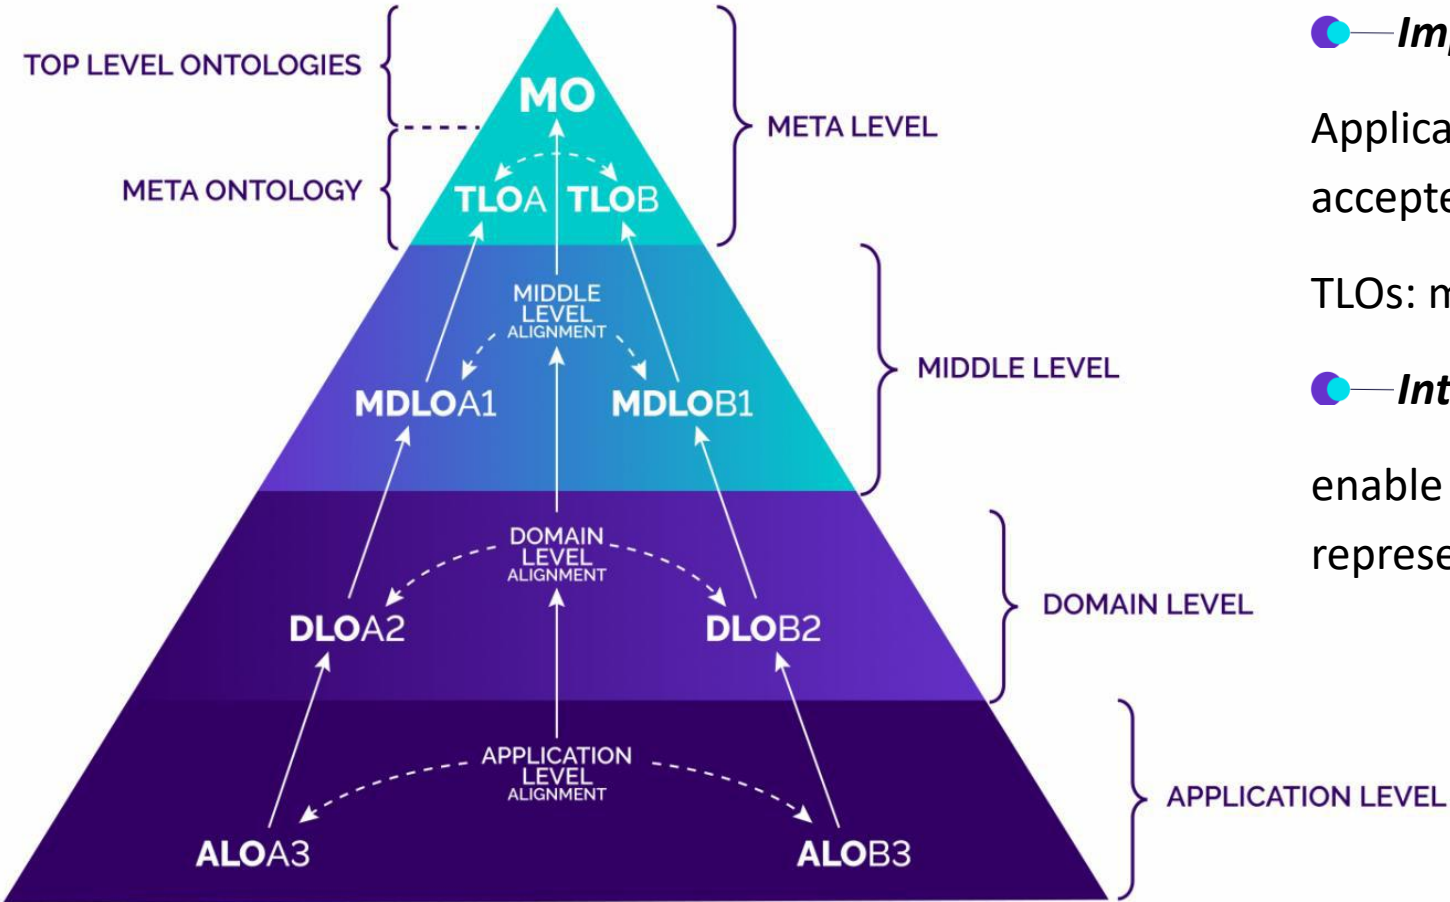 TOP LEVEL ONTOLOGIES
META ONTOLOGY
MO
TLOA TLOB
META LEVEL
MIDDLE
LEVEL
ALIGNMENT
MDLOA1 MDLOB1
MIDDLE LEVEL
DOMAIN
LEVEL
ALIGNMENT
DLOA2 DLOB2
DOMAIN LEVEL
APPLICATION
LEVEL
ALIGNMENT
ALOA3 ALOB3
APPLICATION LEVEL
TLOs:
enable